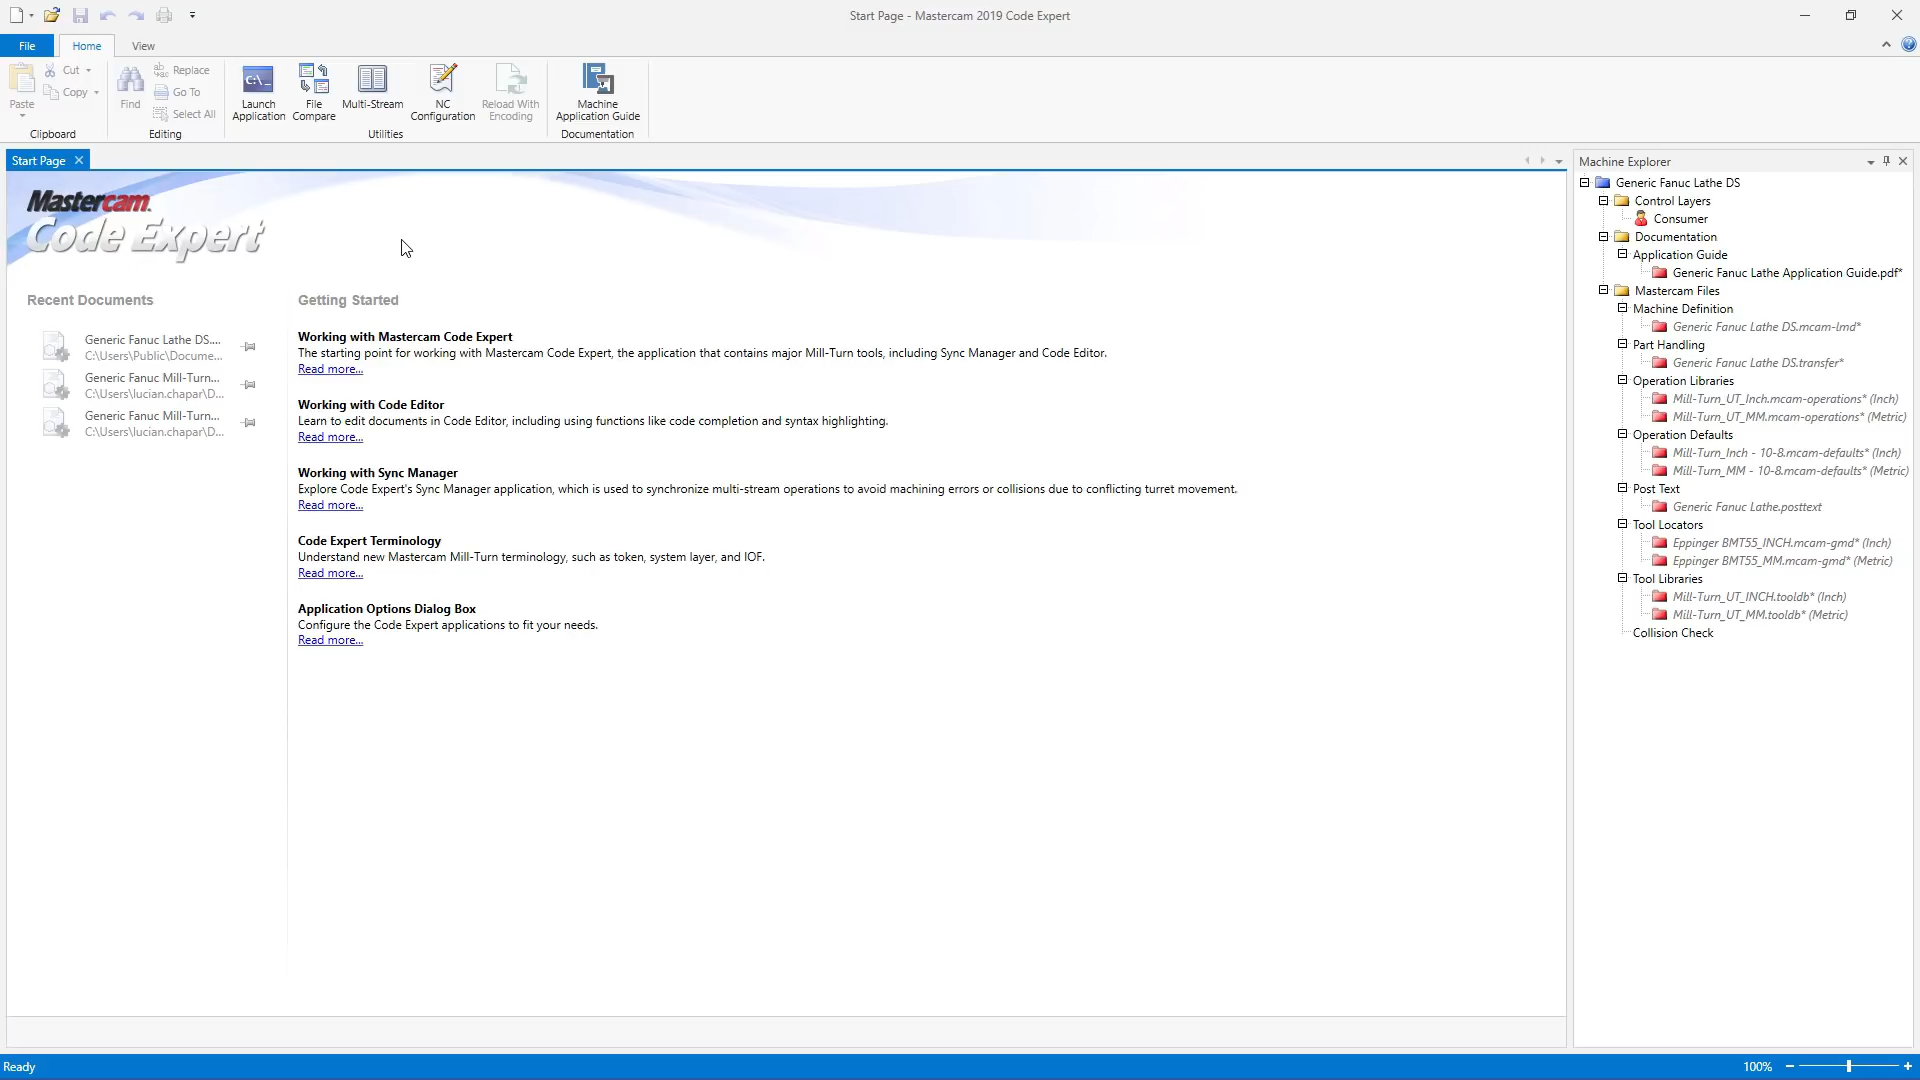 Start Page - Mastercam 2019 Code Expert
File
Home
View
Paste
Cut
Copy
Clipboard
Find
Replace
Go To
Select All
Editing
C:\_
Launch Application
File Compare
Multi-Stream
NC Configuration
Reload With Encoding
Utilities
Machine Application Guide
Documentation
Start Page
Mastercam.
Code Expert
Recent Documents
Generic Fanuc Lathe DS....
C:\Users\Public\Docume...
Generic Fanuc Mill-Turn...
C:\Users\lucian.chapar\D...
Generic Fanuc Mill-Turn...
C:\Users\lucian.chapar\D...
Getting Started
Working with Mastercam Code Expert
The starting point for working with Mastercam Code Expert, the application that contains major Mill-Turn tools, including Sync Manager and Code Editor.
Read more...
Working with Code Editor
Learn to edit documents in Code Editor, including using functions like code completion and syntax highlighting.
Read more...
Working with Sync Manager
Explore Code Expert's Sync Manager application, which is used to synchronize multi-stream operations to avoid machining errors or collisions due to conflicting turret movement.
Read more...
Code Expert Terminology
Understand new Mastercam Mill-Turn terminology, such as token, system layer, and IOF.
Read more...
Application Options Dialog Box
Configure the Code Expert applications to fit your needs.
Read more...
Machine Explorer
Generic Fanuc Lathe DS
Control Layers
Consumer
Documentation
Application Guide
Generic Fanuc Lathe Application Guide.pdf*
Mastercam Files
Machine Definition
Generic Fanuc Lathe DS.mcam-lmd*
Part Handling
Generic Fanuc Lathe DS.transfer*
Operation Libraries
Mill-Turn_UT_Inch.mcam-operations* (Inch)
Mill-Turn_UT_MM.mcam-operations* (Metric)
Operation Defaults
Mill-Turn_Inch - 10-8.mcam-defaults* (Inch)
Mill-Turn_MM - 10-8.mcam-defaults* (Metric)
Post Text
Generic Fanuc Lathe.posttext
Tool Locators
Eppinger BMT55_INCH.mcam-gmd* (Inch)
Eppinger BMT55_MM.mcam-gmd* (Metric)
Tool Libraries
Mill-Turn_UT_INCH.tooldb* (Inch)
Mill-Turn_UT_MM.tooldb* (Metric)
Collision Check
Ready
100%